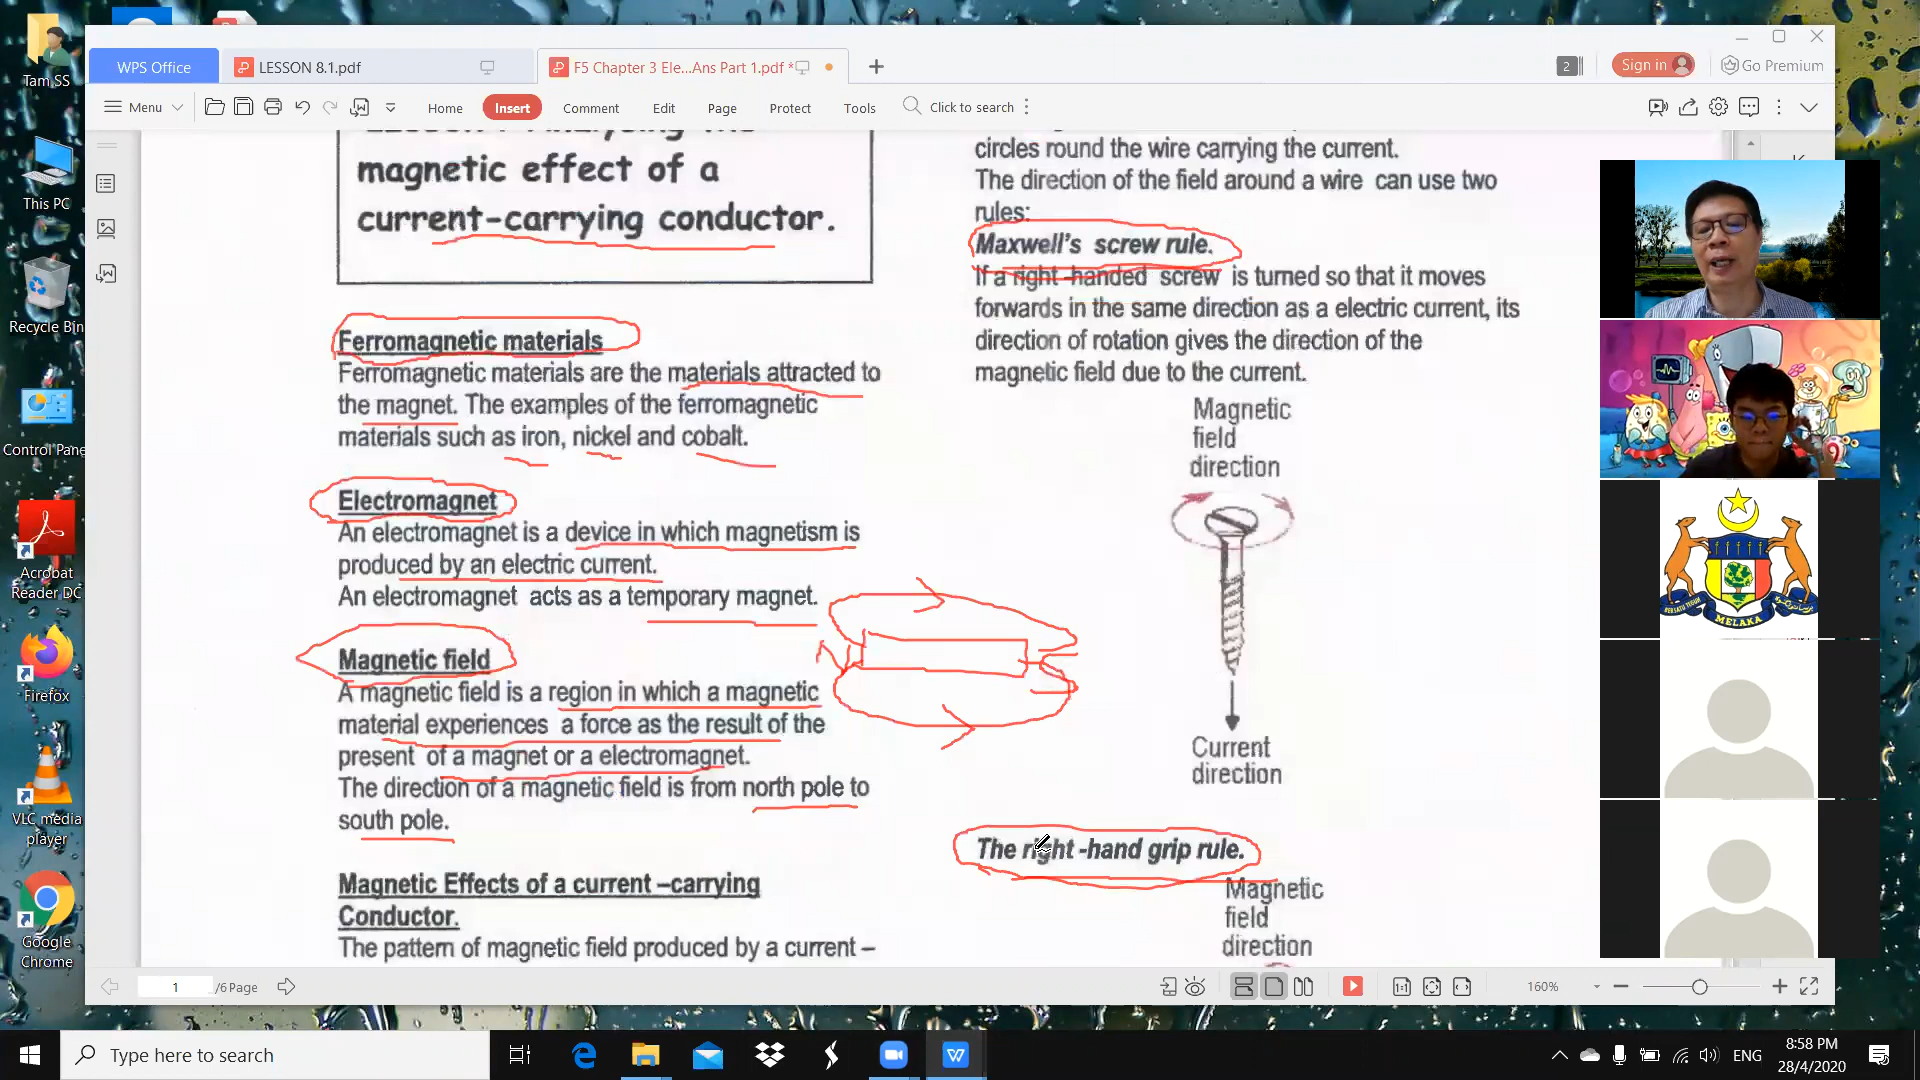 Tam SS
This PC
Recycle Bin
Control Pane
Acrobat
Reader DC
Firefox
VLC media
player
Google
Chrome
WPS Office
LESSON 8.1.pdf
F5 Chapter 3 Ele...Ans Part 1.pdf *
2
Sign in
Go Premium
Menu
Home
Insert
Comment
Edit
Page
Protect
Tools
Click to search
magnetic effect of a
current-carrying conductor.
Ferromagnetic materials
Ferromagnetic materials are the materials attracted to
the magnet. The examples of the ferromagnetic
materials such as iron, nickel and cobalt.
Electromagnet
An electromagnet is a device in which magnetism is
produced by an electric current.
An electromagnet acts as a temporary magnet.
Magnetic field
A magnetic field is a region in which a magnetic
material experiences a force as the result of the
present of a magnet or a electromagnet.
The direction of a magnetic field is from north pole to
south pole.
Magnetic Effects of a current –carrying
Conductor.
The pattern of magnetic field produced by a current –
N
circles round the wire carrying the current.
The direction of the field around a wire can use two
rules:
Maxwell's screw rule.
If a right -handed screw is turned so that it moves
forwards in the same direction as a electric current, its
direction of rotation gives the direction of the
magnetic field due to the current.
Magnetic
field
direction
Current
direction
The right -hand grip rule.
Magnetic
field
direction
MELAKA
1
/6 Page
160%
Type here to search
ENG
8:58 PM
28/4/2020